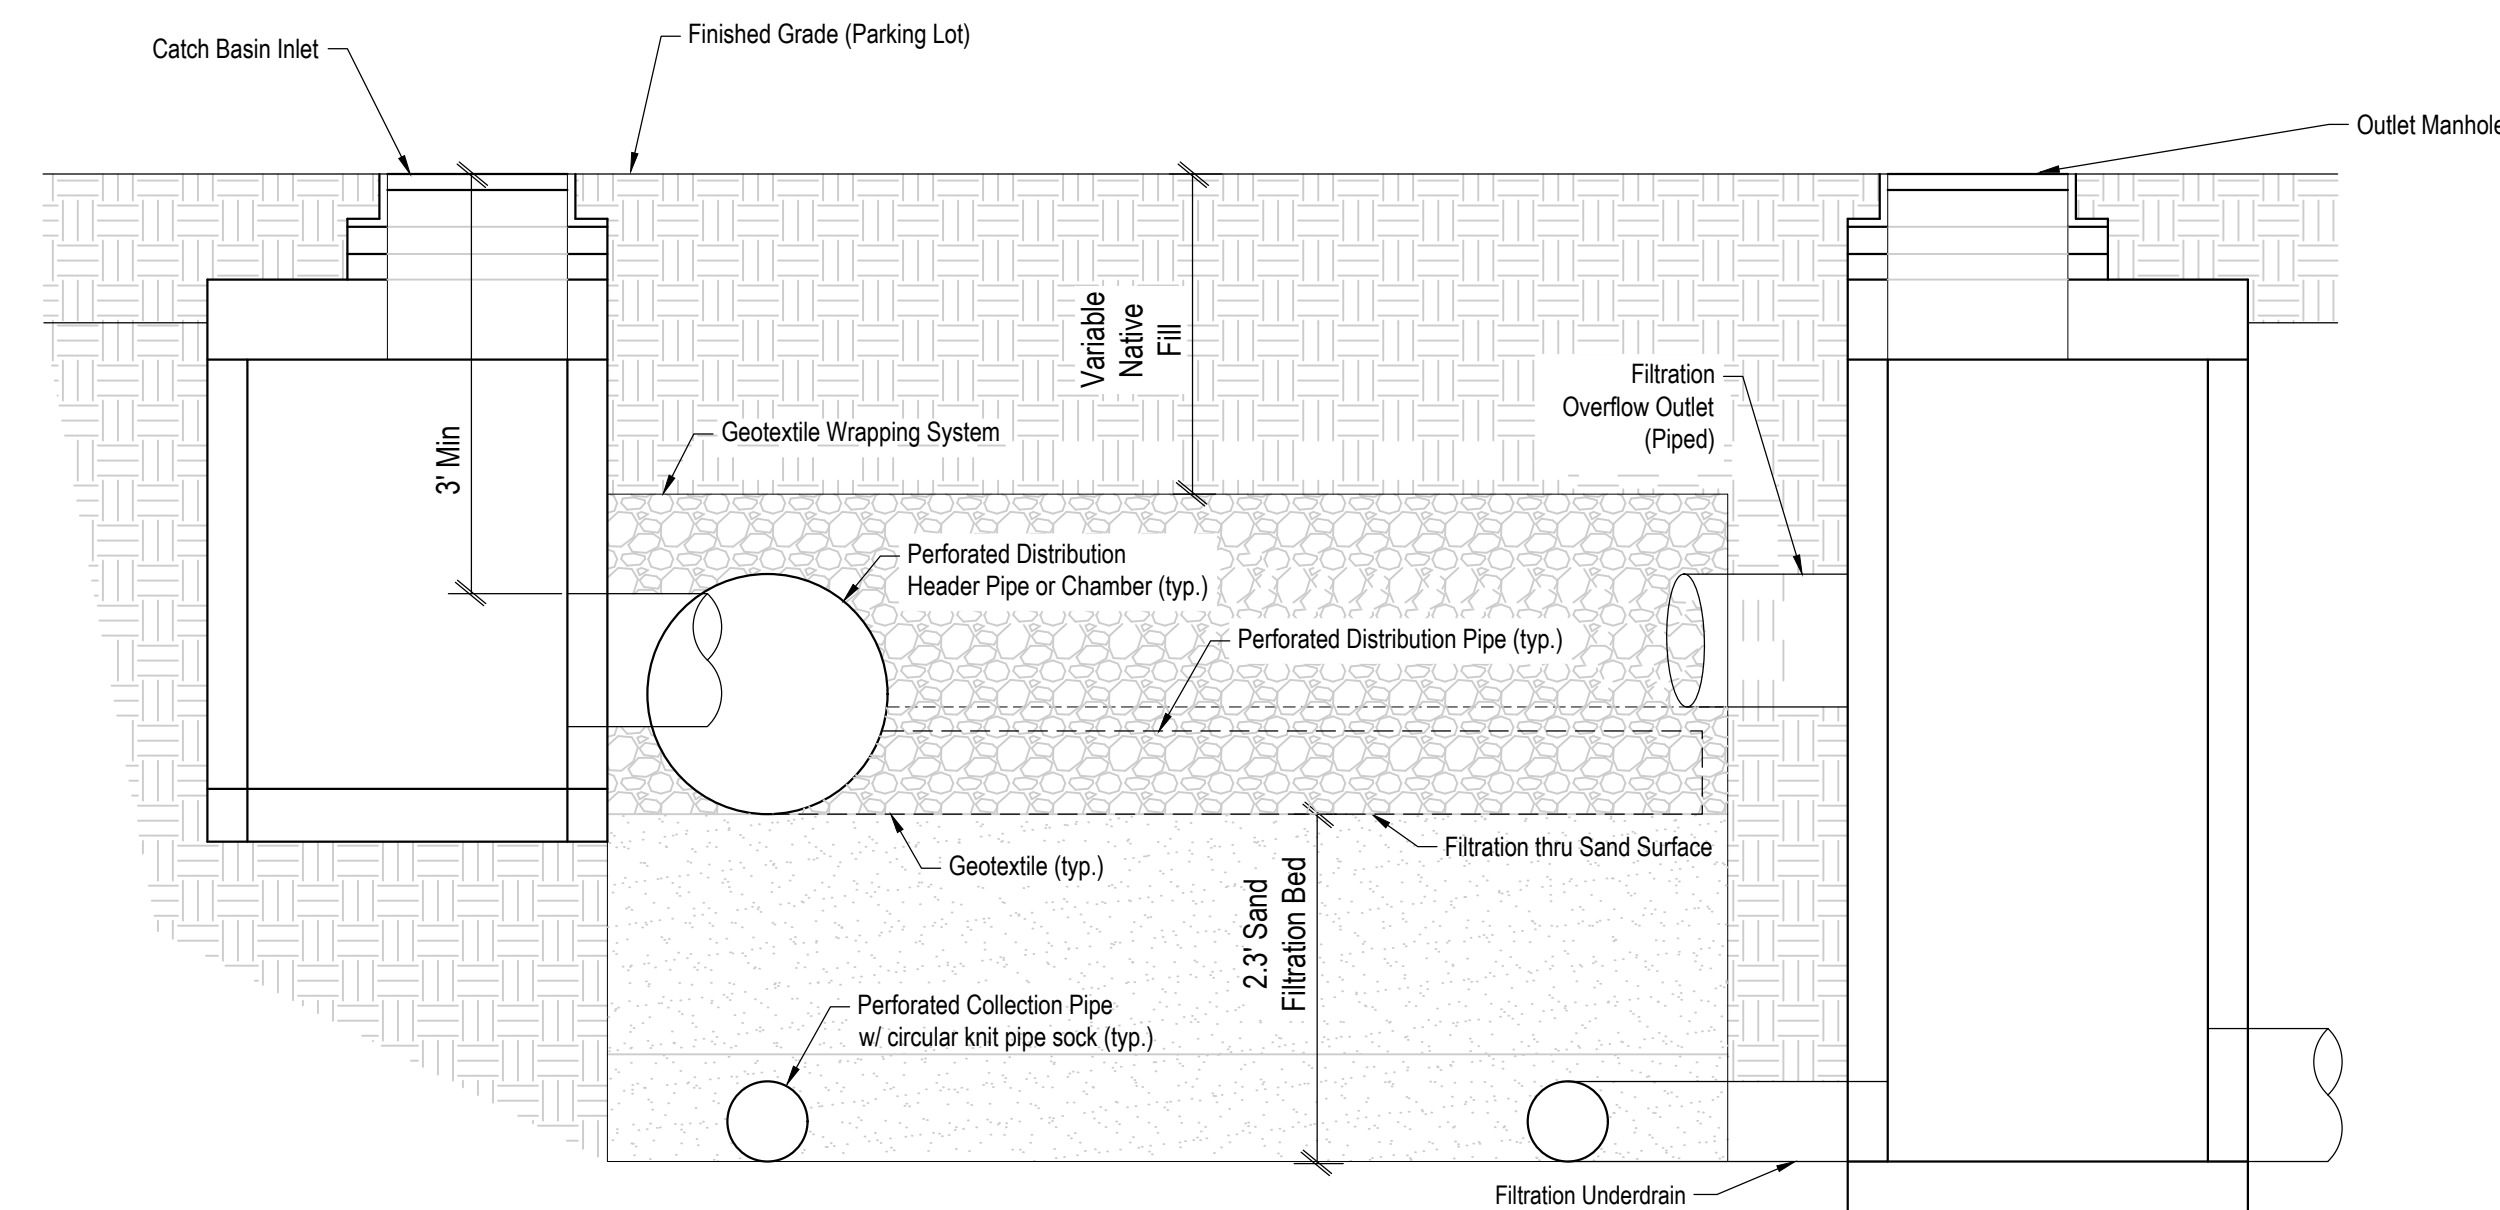 Finished Grade (Parking Lot)
Catch Basin Inlet
Outlet Manhole
Variable
Native
Fill
Filtration
Overflow Outlet
(Piped)
Geotextile Wrapping System
3' Min
Perforated Distribution
Header Pipe or Chamber (typ.)
Perforated Distribution Pipe (typ.)
Filtration thru Sand Surface
Geotextile (typ.)
2.3' Sand
Filtration Bed
Perforated Collection Pipe
w/ circular knit pipe sock (typ.)
Filtration Underdrain